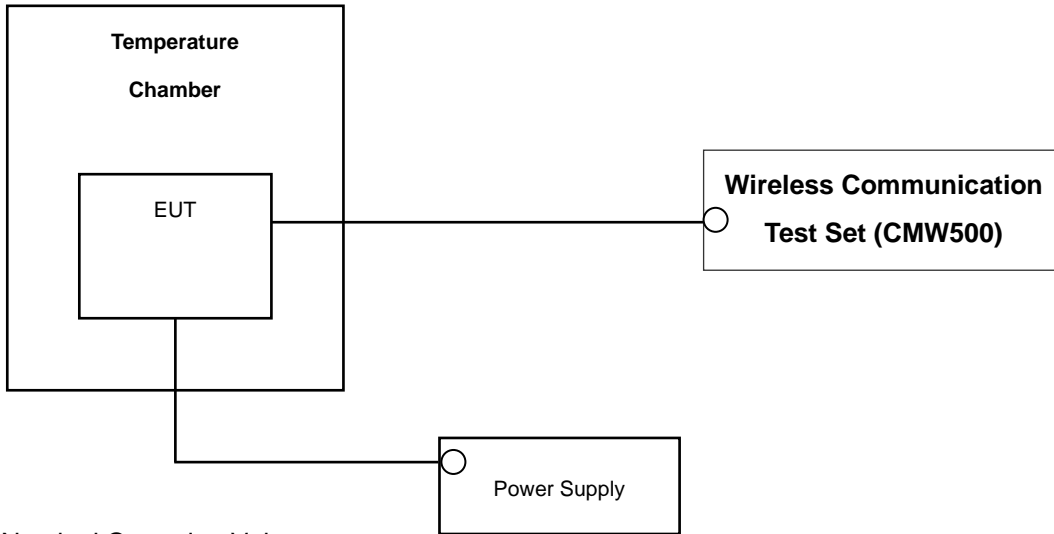 Temperature
Chamber
EUT
Wireless Communication
Test Set (CMW500)
Power Supply